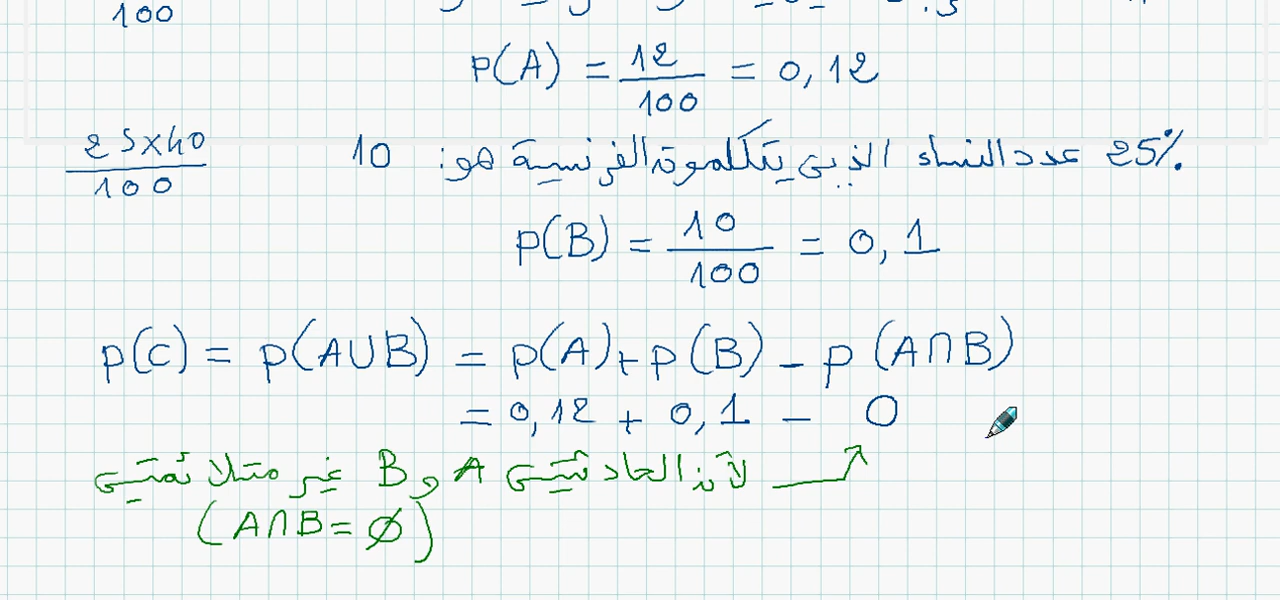 100
p(A) = 12/100 = 0,12
25% عدد النساء الذين يتكلمون الفرنسية هو: 10 25×40/100
p(B) = 10/100 = 0,1
p(C) = p(A∪B) = p(A)+p(B) – p(A∩B)
= 0,12 + 0,1 – 0
لأن الحادثتين A و B غير متلائمتين
(A∩B = ∅)